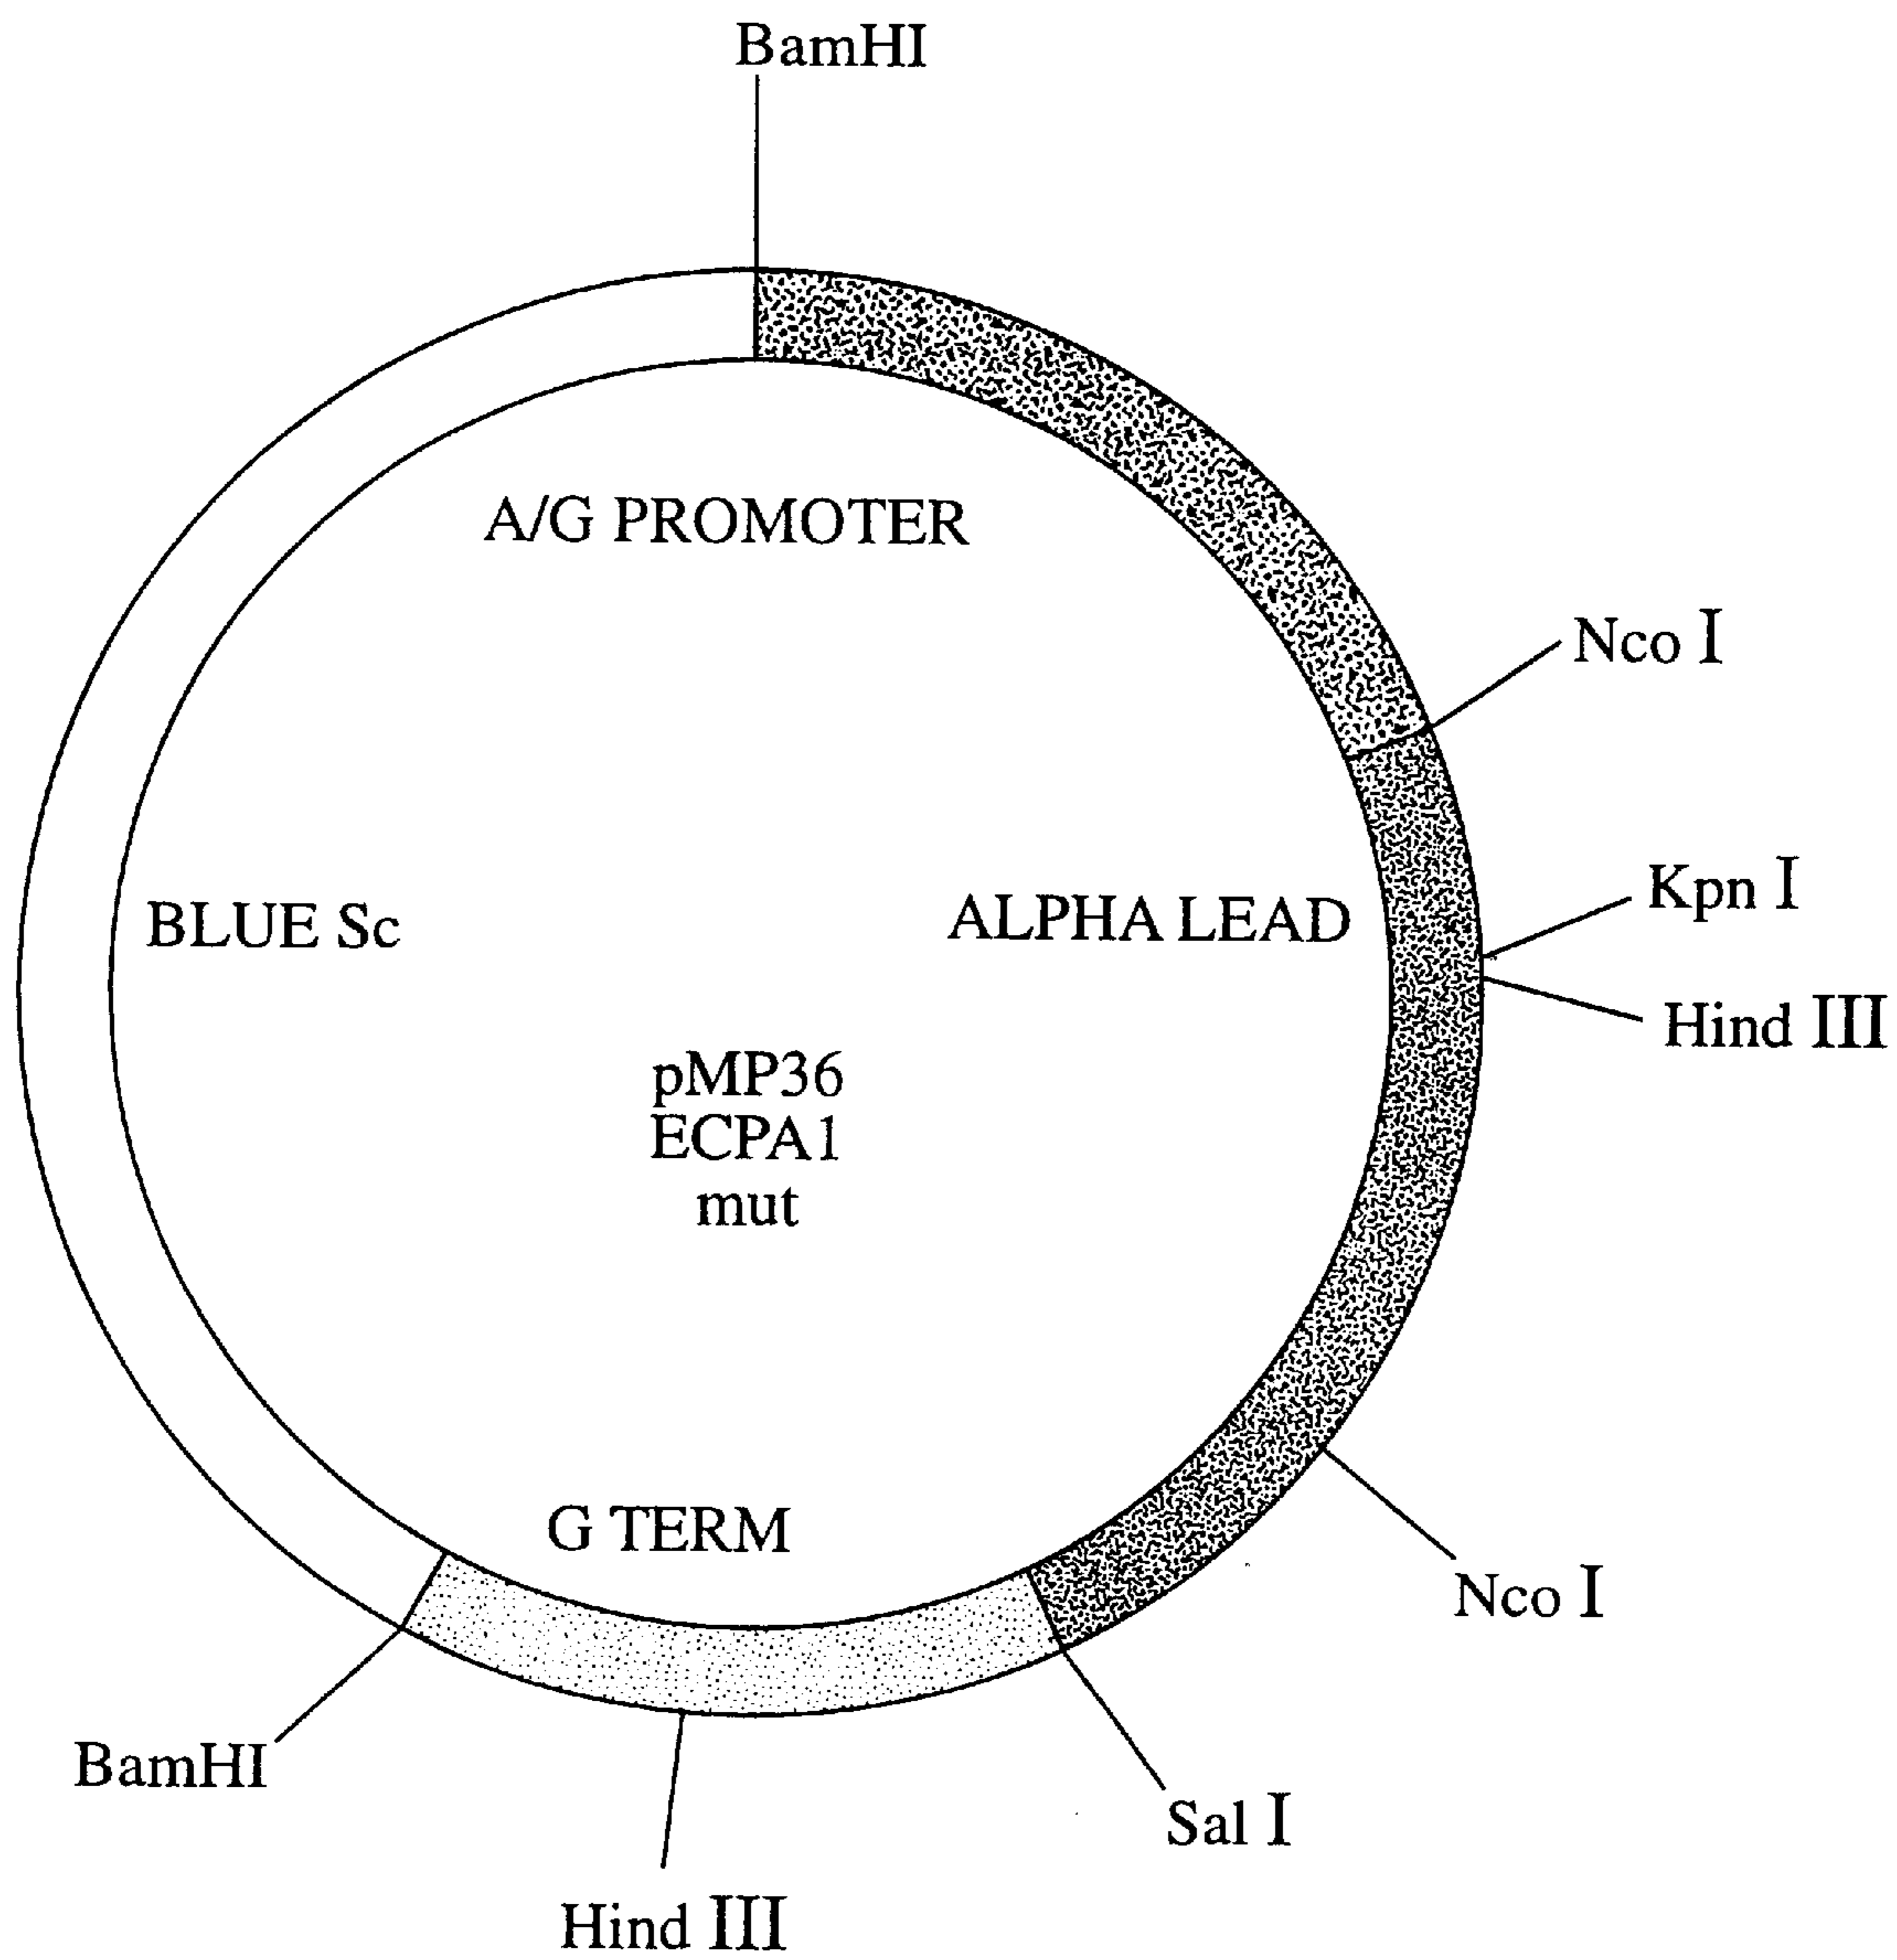 BamHI
A/G PROMOTER
Nco I
Kpn I
ALPHA LEAD
BLUE Sc
Hind III
pMP36
ECPA1
mut
G TERM
Nco I
BamHI
Sal I
Hind III